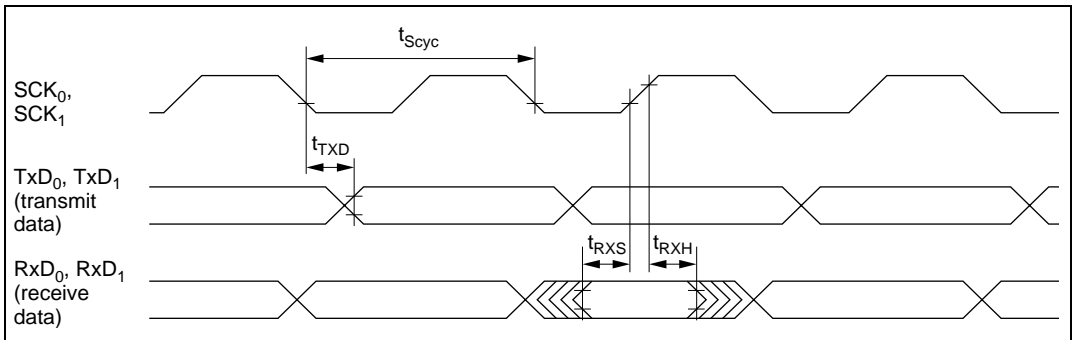 tScyc
SCK0,
SCK1
tTXD
TxD0, TxD1
(transmit
data)
tRXS
tRXH
RxD0, RxD1
(receive
data)